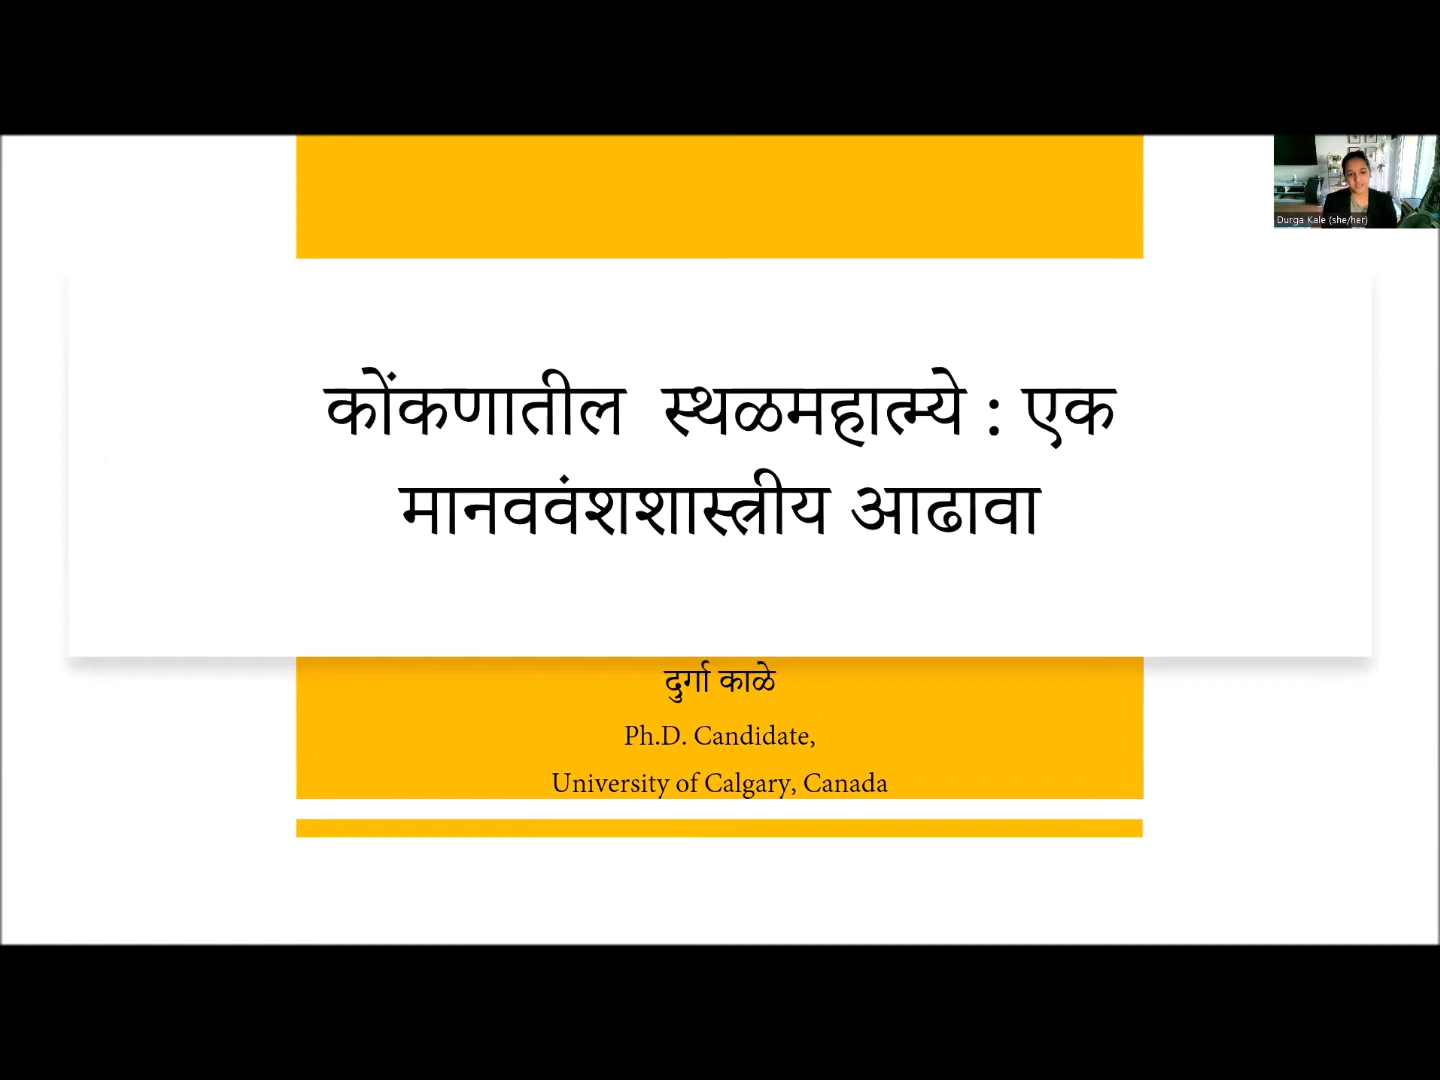 Durga Kale (she/her)
कोंकणातील स्थळमहात्म्ये : एक
मानववंशशास्त्रीय आढावा
दुर्गा काळे
Ph.D. Candidate,
University of Calgary, Canada